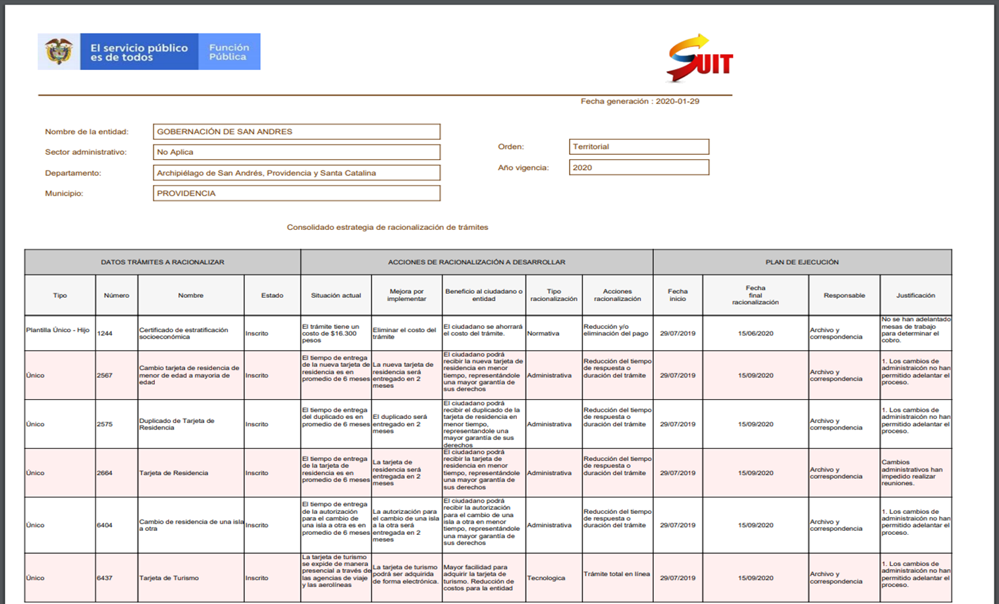 El servicio público
es de todos
Función
Pública
SUIT
Fecha generación : 2020-01-29
Nombre de la entidad: GOBERNACIÓN DE SAN ANDRES
Orden: Territorial
Sector administrativo: No Aplica
Año vigencia: 2020
Departamento: Archipiélago de San Andrés, Providencia y Santa Catalina
Municipio: PROVIDENCIA
Consolidado estrategia de racionalización de trámites
DATOS TRÁMITES A RACIONALIZAR
ACCIONES DE RACIONALIZACIÓN A DESARROLLAR
PLAN DE EJECUCIÓN
Tipo
Número
Nombre
Estado
Situación actual
Mejora por
implementar
Beneficio al ciudadano o
entidad
Tipo
racionalización
Acciones
racionalización
Fecha
inicio
Fecha
final
racionalización
Responsable
Justificación
Plantilla Único - Hijo
1244
Certificado de estratificación
socioeconómica
Inscrito
El trámite tiene un
costo de $16.300
pesos
Eliminar el costo del
trámite
El ciudadano se ahorrará
el costo del trámite.
Normativa
Reducción y/o
eliminación del pago
29/07/2019
15/06/2020
Archivo y
correspondencia
No se han adelantado
mesas de trabajo
para determinar el
cobro.
Único
2567
Cambio tarjeta de residencia de
menor de edad a mayoria de
edad
Inscrito
El tiempo de entrega
de la nueva tarjeta de
residencia es en
promedio de 6 meses
La nueva tarjeta de
residencia será
entregado en 2
meses
El ciudadano podrá
recibir la nueva tarjeta de
residencia en menor
tiempo, representándole
una mayor garantía de
sus derechos
Administrativa
Reducción del tiempo
de respuesta o
duración del trámite
29/07/2019
15/09/2020
Archivo y
correspondencia
1. Los cambios de
administraicón no han
permitido adelantar el
proceso.
Único
2575
Duplicado de Tarjeta de
Residencia
Inscrito
El tiempo de entrega
del duplicado es en
promedio de 6 meses
El duplicado será
entregado en 2
meses
El ciudadano podrá
recibir el duplicado de la
tarjeta de residencia en
menor tiempo,
representandole una
mayor garantía de sus
derechos
Administrativa
Reducción del tiempo
de respuesta o
duración del trámite
29/07/2019
15/09/2020
Archivo y
correspondencia
1. Los cambios de
administraicón no han
permitido adelantar el
proceso.
Único
2664
Tarjeta de Residencia
Inscrito
El tiempo de entrega
de la tarjeta de
residencia es en
promedio de 6 meses
La tarjeta de
residencia será
entregada en 2
meses
El ciudadano podrá
recibir la tarjeta de
residencia en menor
tiempo, representándole
una mayor garantía de
sus derechos
Administrativa
Reducción del tiempo
de respuesta o
duración del trámite
29/07/2019
15/09/2020
Archivo y
correspondencia
Cambios
administrativos han
impedido realizar
reuniones.
Único
6404
Cambio de residencia de una isla
a otra
Inscrito
El tiempo de entrega
de la autorización
para el cambio de
una isla a otra es en
promedio de 6 meses
La autorización para
el cambio de una isla
a la otra será
entregada en 2
meses
El ciudadano podrá
recibir la autorización
para el cambio de una
isla a otra en menor
tiempo, representándole
una mayor garantía de
sus derechos
Administrativa
Reducción del tiempo
de respuesta o
duración del trámite
29/07/2019
15/09/2020
Archivo y
correspondencia
1. Los cambios de
administraicón no han
permitido adelantar el
proceso.
Único
6437
Tarjeta de Turismo
Inscrito
La tarjeta de turismo
se expide de manera
presencial a través de
las agencias de viaje
y las aerolíneas
La tarjeta de turismo
podrá ser adquirida
de forma electrónica.
Mayor facilidad para
adquirir la tarjeta de
turismo. Reducción de
costos para la entidad
Tecnologica
Trámite total en línea
29/07/2019
15/09/2020
Archivo y
correspondencia
1. Los cambios de
administraicón no han
permitido adelantar el
proceso.